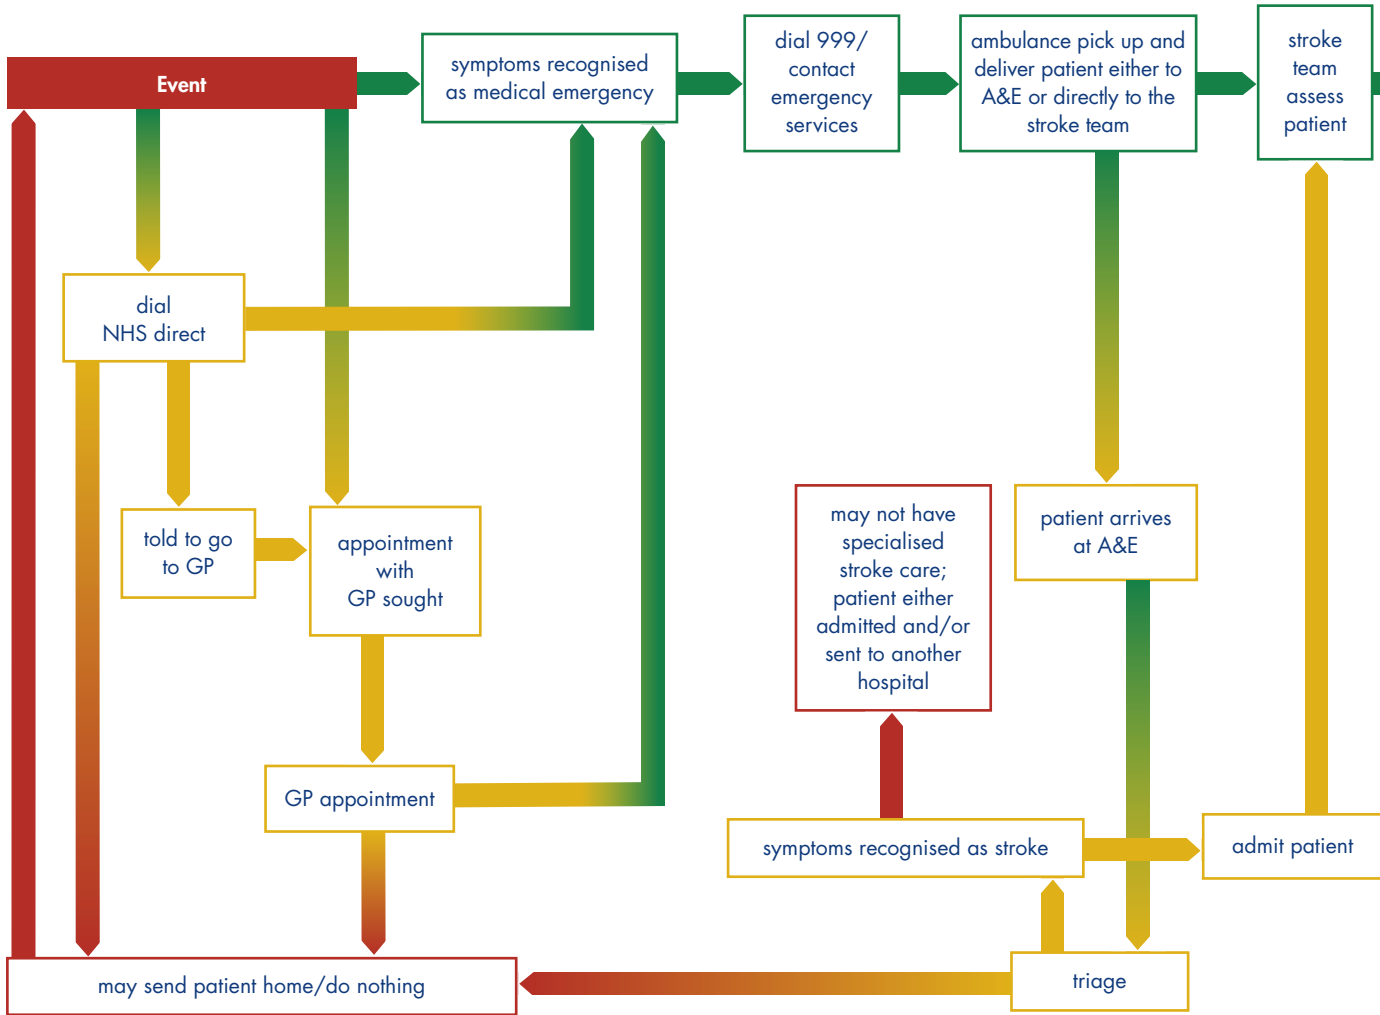 Event
symptoms recognised
as medical emergency
dial 999/
contact
emergency
services
ambulance pick up and
deliver patient either to
A&E or directly to the
stroke team
stroke
team
assess
patient
dial
NHS direct
told to go
to GP
appointment
with
GP sought
may not have
specialised
stroke care;
patient either
admitted and/or
sent to another
hospital
patient arrives
at A&E
GP appointment
symptoms recognised as stroke
admit patient
may send patient home/do nothing
triage